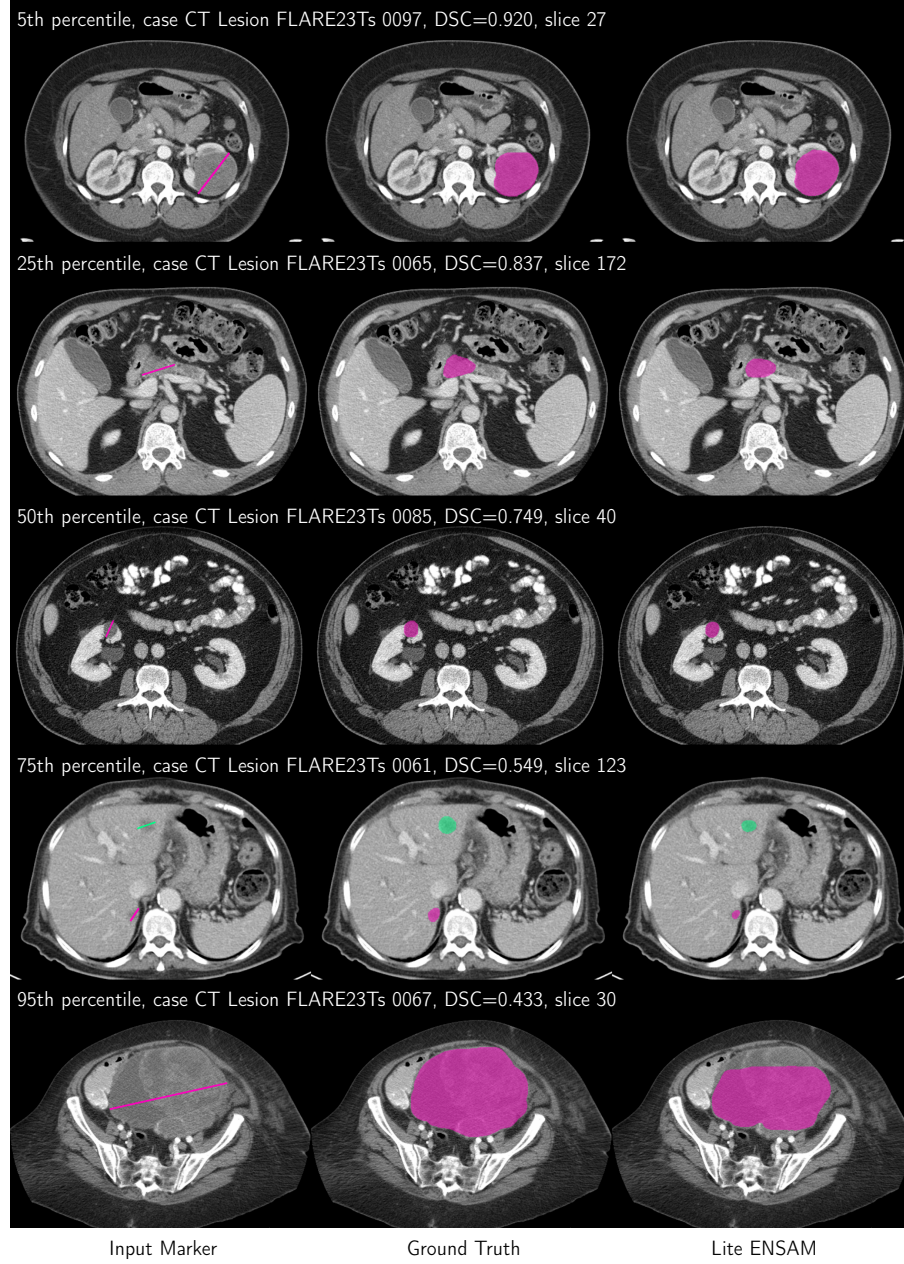 5th percentile, case CT Lesion FLARE23Ts 0097, DSC=0.920, slice 27
25th percentile, case CT Lesion FLARE23Ts 0065, DSC=0.837, slice 172
50th percentile, case CT Lesion FLARE23Ts 0085, DSC=0.749, slice 40
75th percentile, case CT Lesion FLARE23Ts 0061, DSC=0.549, slice 123
95th percentile, case CT Lesion FLARE23Ts 0067, DSC=0.433, slice 30
Input Marker
Ground Truth
Lite ENSAM